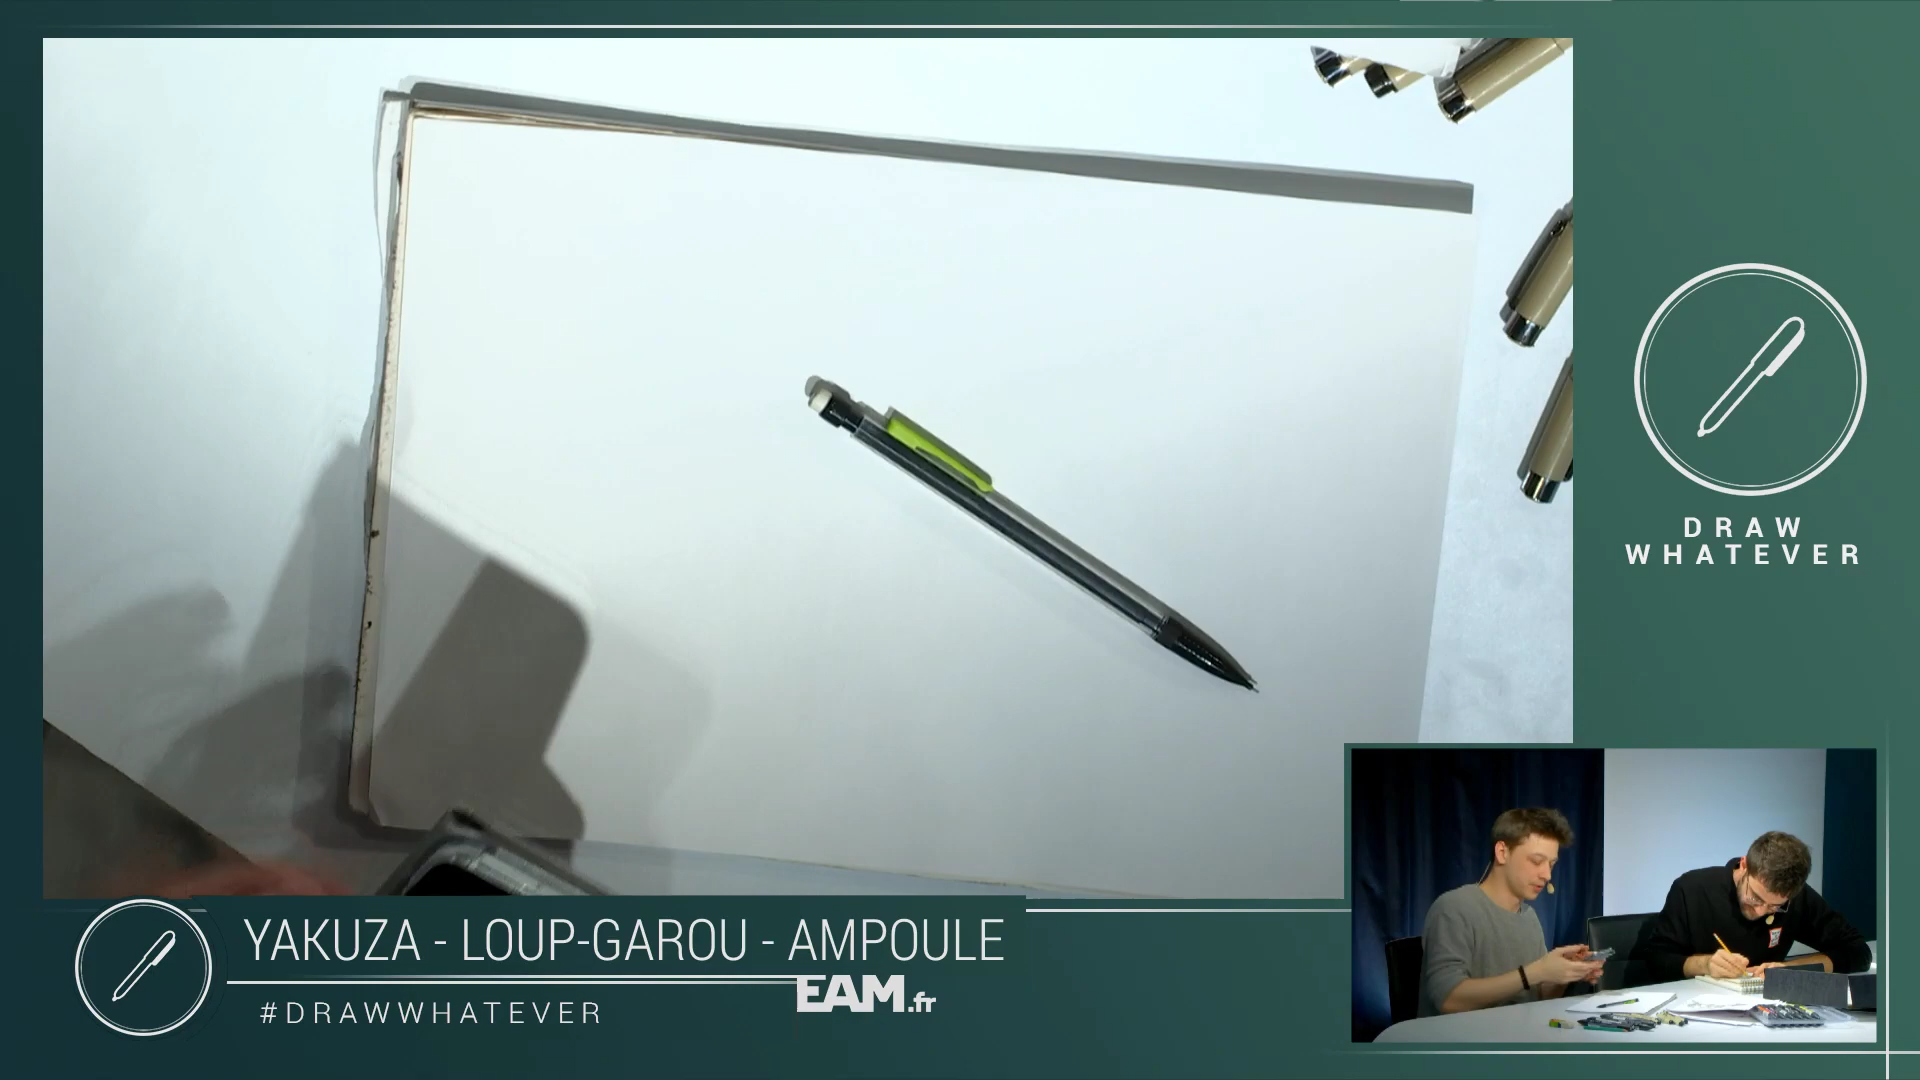 DRAW
WHATEVER
YAKUZA - LOUP-GAROU - AMPOULE
EAM.fr
#DRAWWHATEVER